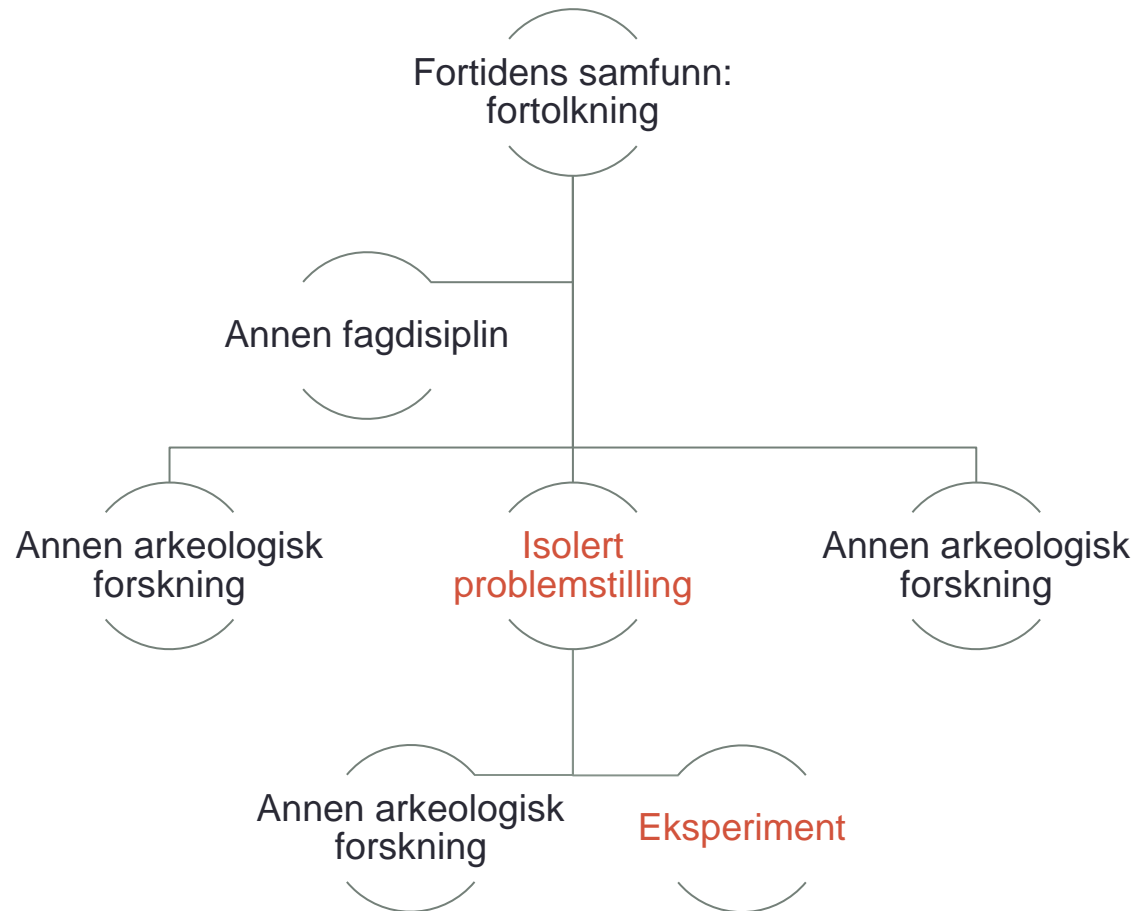 Fortidens samfunn:
fortolkning
Annen fagdisiplin
Annen arkeologisk
forskning
Isolert
problemstilling
Annen arkeologisk
forskning
Annen arkeologisk
forskning
Eksperiment